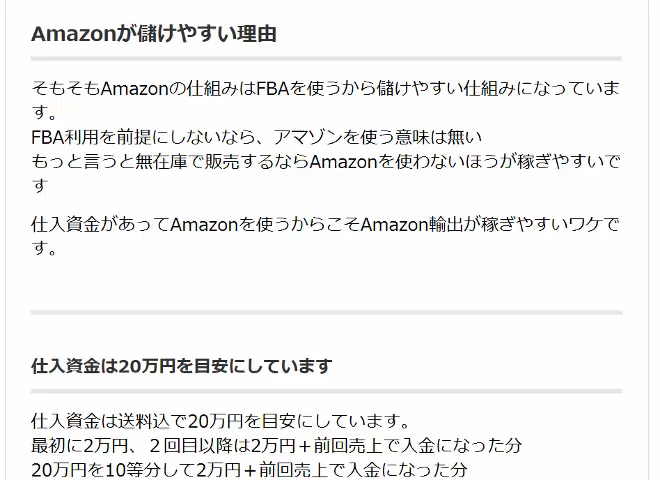 Amazonが儲けやすい理由
そもそもAmazonの仕組みはFBAを使うから儲けやすい仕組みになっていま
す。
FBA利用を前提にしないなら、アマゾンを使う意味は無い
もっと言うと無在庫で販売するならAmazonを使わないほうが稼ぎやすいで
す
仕入資金があってAmazonを使うからこそAmazon輸出が稼ぎやすいワケで
す。
仕入資金は20万円を目安にしています
仕入資金は送料込で20万円を目安にしています。
最初に2万円、２回目以降は2万円＋前回売上で入金になった分
20万円を10等分して2万円＋前回売上で入金になった分